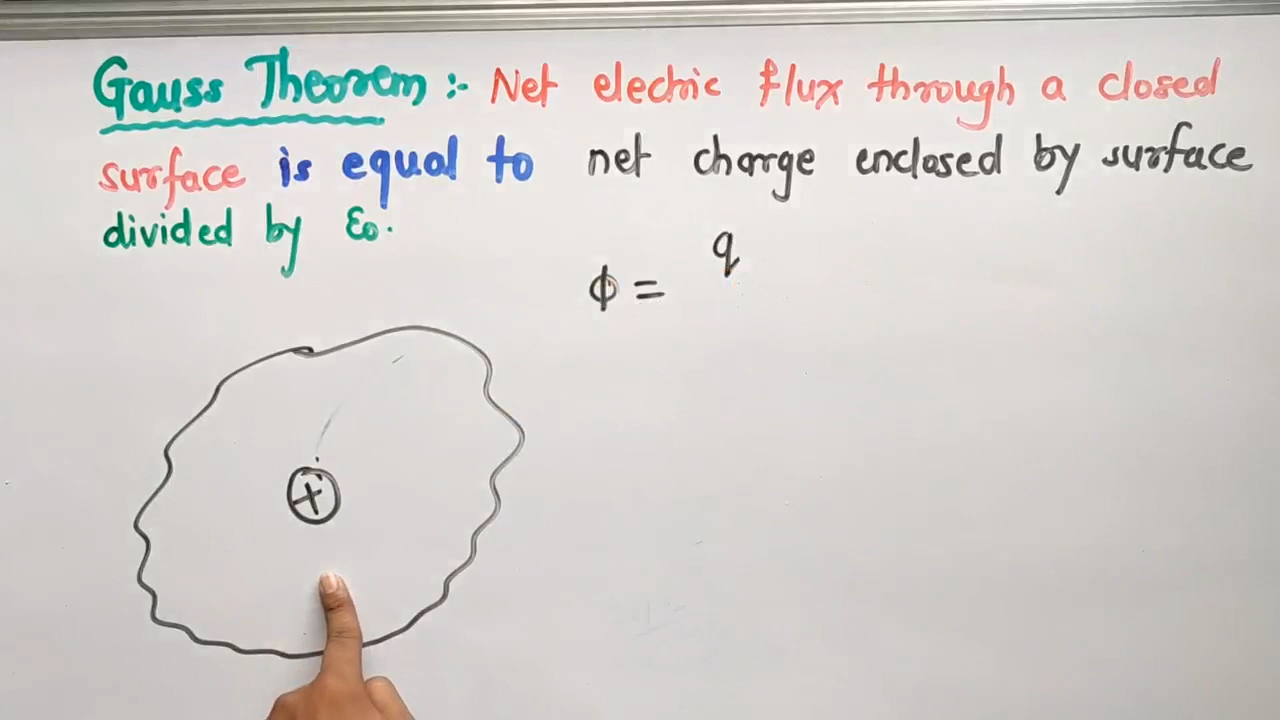 Gauss Theorem :- Net electric flux through a closed
surface is equal to net charge enclosed by surface
divided by ε₀.
q
ϕ =
+